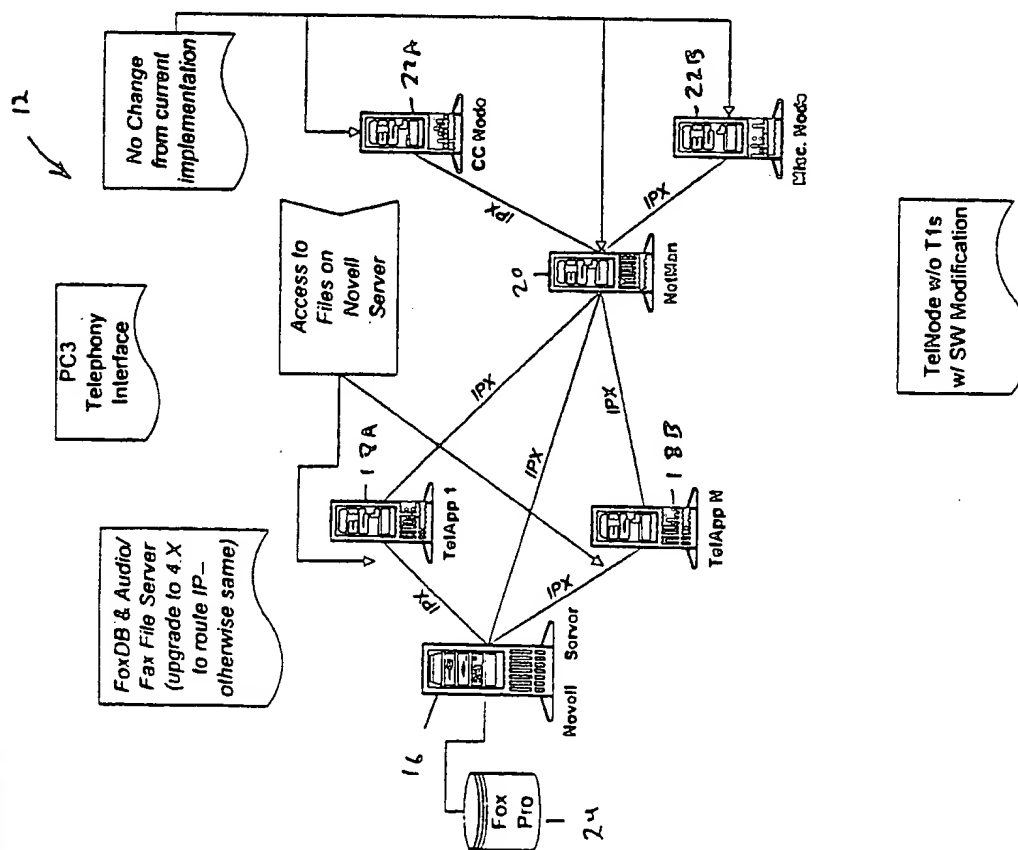 12
No Change
from current
implementation
PC3
Telephony
Interface
Access to
Files on
Novell
Server
FoxDB & Audio/
Fax File Server
(upgrade to 4.X
to route IP_
otherwise same)
22A
CC Node
22B
Misc. Node
IPX
IPX
20
NetMan
IPX
IPX
IPX
18A
TelApp 1
18B
TelApp N
IPX
IPX
16
Novell Server
Fox
Pro
24
TelNode w/o T1s
w/ SW Modification